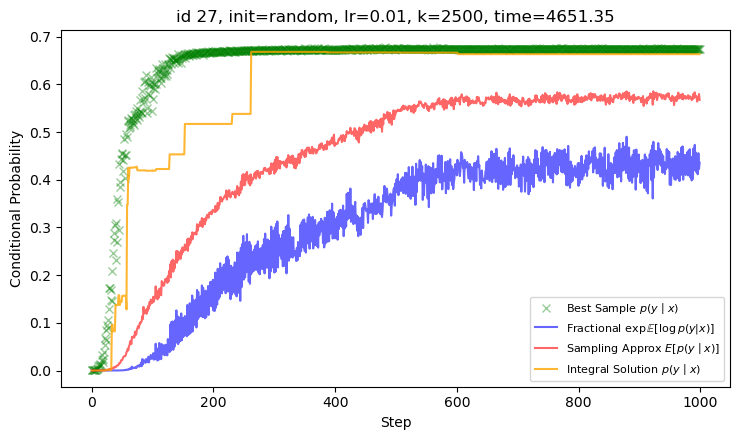 id 27, init=random, lr=0.01, k=2500, time=4651.35
Conditional Probability
0.7
0.6
0.5
0.4
0.3
0.2
0.1
0.0
Best Sample p(y | x)
Fractional exp𝔼[log p(y|x)]
Sampling Approx E[p(y | x)]
Integral Solution p(y | x)
0 200 400 600 800 1000
Step